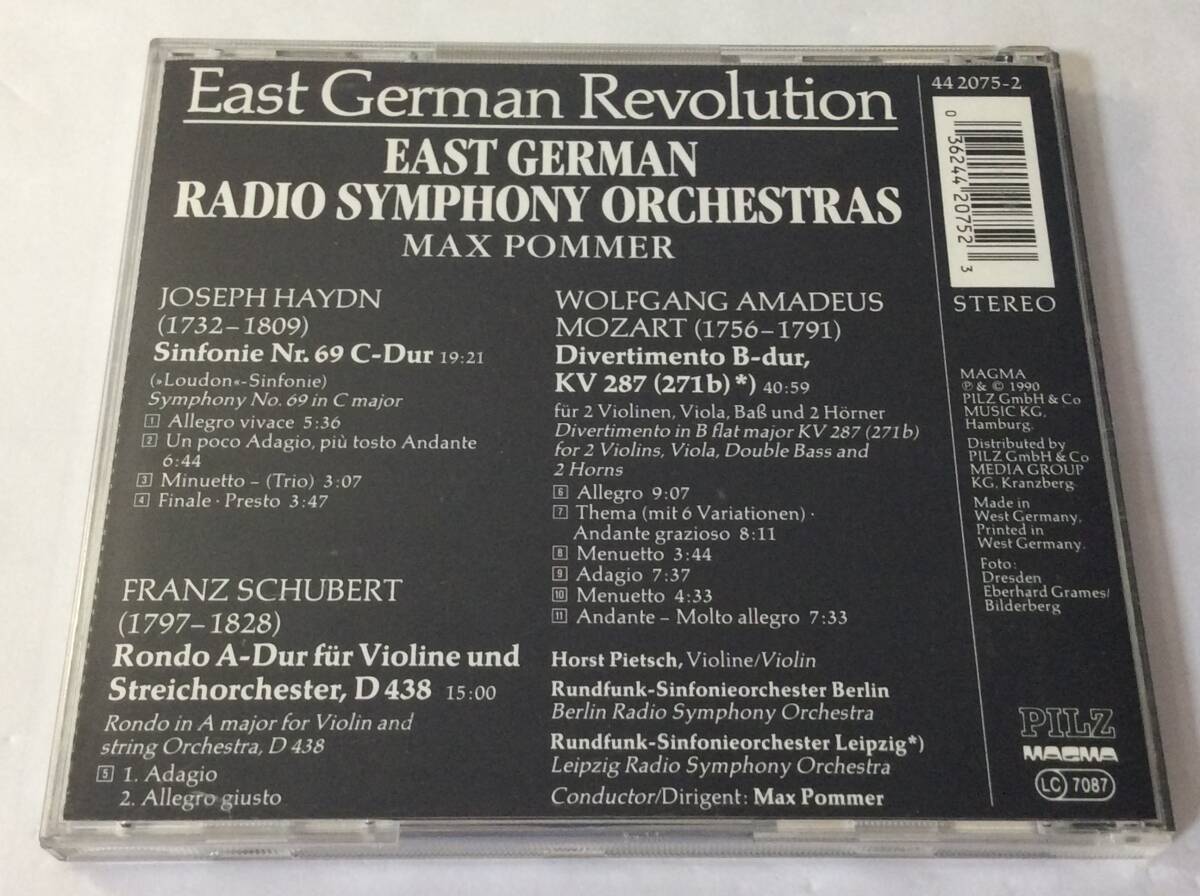 East German Revolution
EAST GERMAN
RADIO SYMPHONY ORCHESTRAS
MAX POMMER
JOSEPH HAYDN
(1732–1809)
Sinfonie Nr. 69 C-Dur 19:21
(»Loudon«-Sinfonie)
Symphony No. 69 in C major
1 Allegro vivace 5:36
2 Un poco Adagio, più tosto Andante
6:44
3 Minuetto – (Trio) 3:07
4 Finale · Presto 3:47
FRANZ SCHUBERT
(1797–1828)
Rondo A-Dur für Violine und
Streichorchester, D 438 15:00
Rondo in A major for Violin and
string Orchestra, D 438
5 1. Adagio
2. Allegro giusto
WOLFGANG AMADEUS
MOZART (1756–1791)
Divertimento B-dur,
KV 287 (271b) *) 40:59
für 2 Violinen, Viola, Baß und 2 Hörner
Divertimento in B flat major KV 287 (271b)
for 2 Violins, Viola, Double Bass and
2 Horns
6 Allegro 9:07
7 Thema (mit 6 Variationen) ·
Andante grazioso 8:11
8 Menuetto 3:44
9 Adagio 7:37
10 Menuetto 4:33
11 Andante – Molto allegro 7:33
Horst Pietsch, Violine/Violin
Rundfunk-Sinfonieorchester Berlin
Berlin Radio Symphony Orchestra
Rundfunk-Sinfonieorchester Leipzig*)
Leipzig Radio Symphony Orchestra
Conductor/Dirigent: Max Pommer
44 2075-2
0 36244 20752 3
STEREO
MAGMA
℗ & © 1990
PILZ GmbH & Co
MUSIC KG,
Hamburg.
Distributed by
PILZ GmbH & Co
MEDIA GROUP
KG, Kranzberg
Made in
West Germany,
Printed in
West Germany.
Foto:
Dresden
Eberhard Grames/
Bilderberg
PILZ
MAGMA
LC 7087